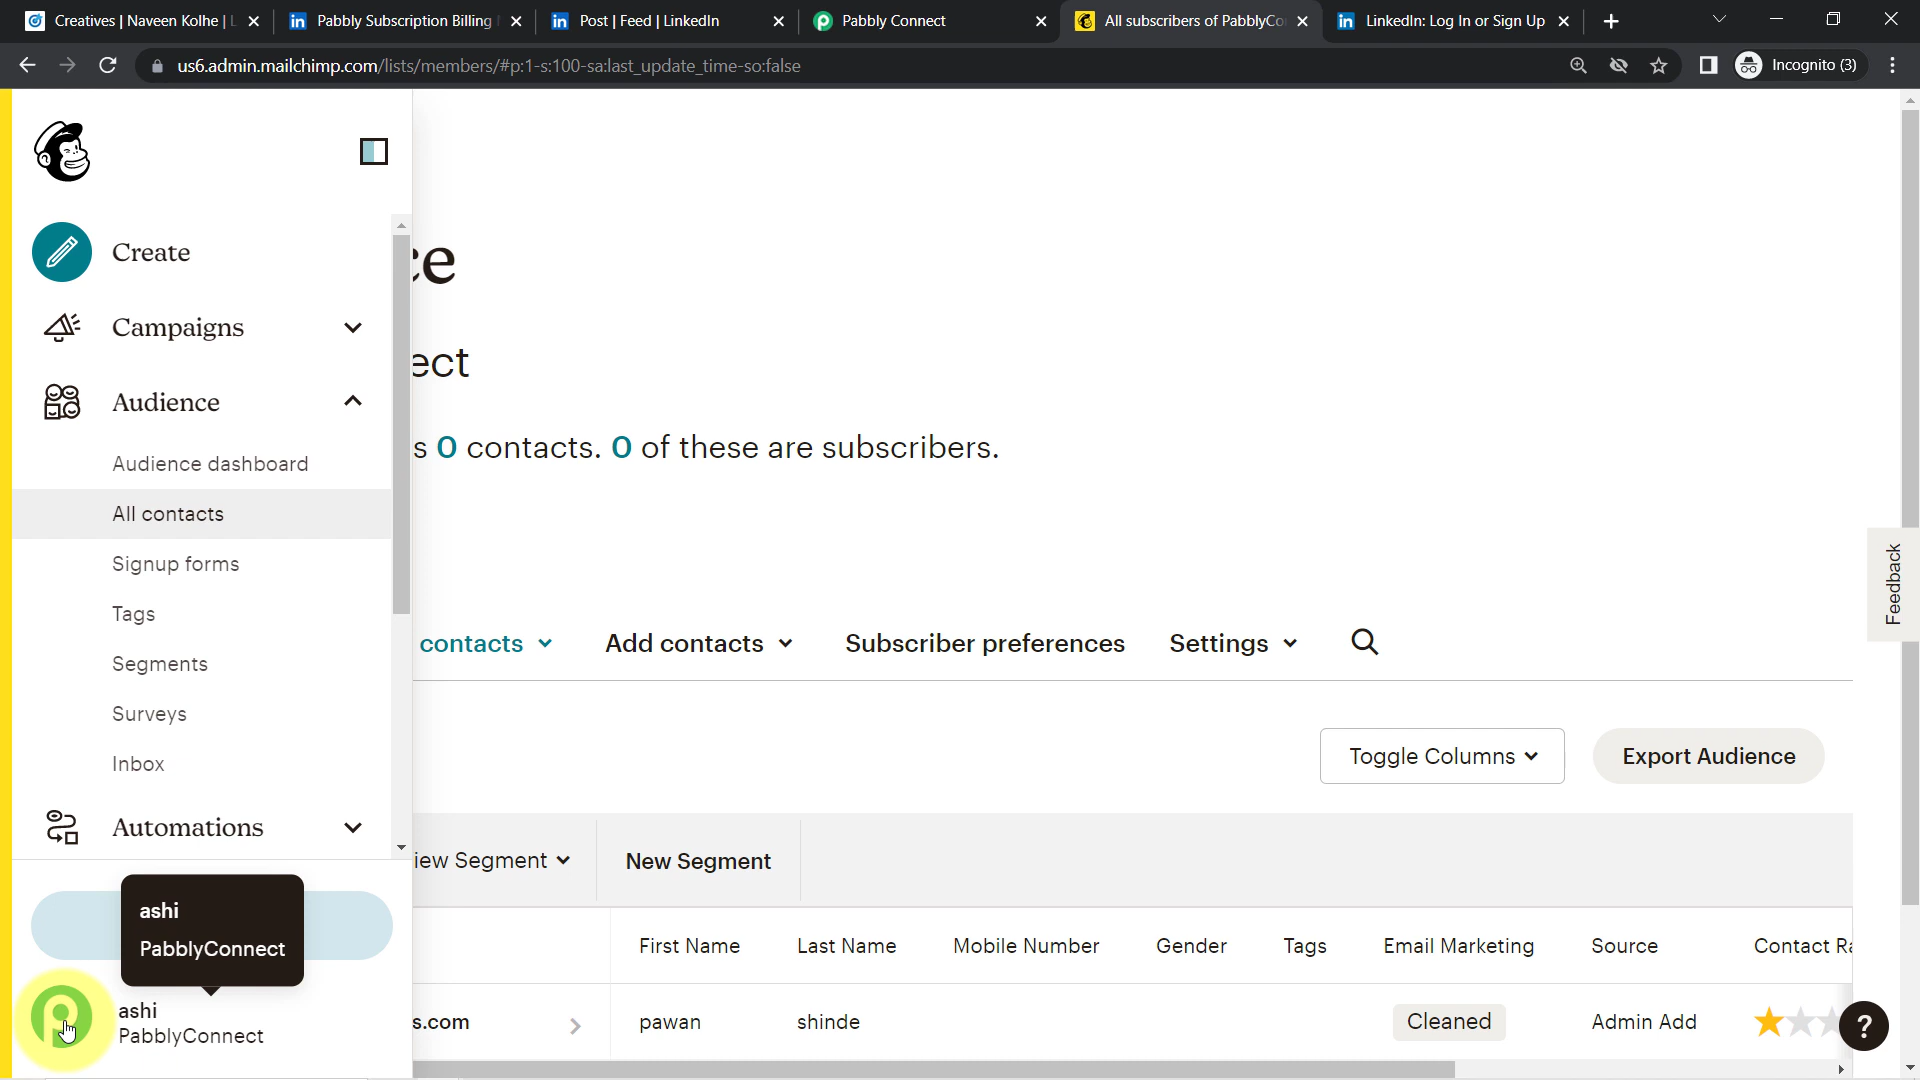 Creatives | Naveen Kolhe | L
Pabbly Subscription Billing
Post | Feed | LinkedIn
Pabbly Connect
All subscribers of PabblyCo
LinkedIn: Log In or Sign Up
us6.admin.mailchimp.com/lists/members/#p:1-s:100-sa:last_update_time-so:false
Incognito (3)
Create
Campaigns
Audience
Audience dashboard
All contacts
Signup forms
Tags
Segments
Surveys
Inbox
Automations
ashi
PabblyConnect
ashi
PabblyConnect
ce
ect
s 0 contacts. 0 of these are subscribers.
contacts
Add contacts
Subscriber preferences
Settings
Toggle Columns
Export Audience
iew Segment
New Segment
First Name
Last Name
Mobile Number
Gender
Tags
Email Marketing
Source
Contact Ra
s.com
pawan
shinde
Cleaned
Admin Add
?
Feedback